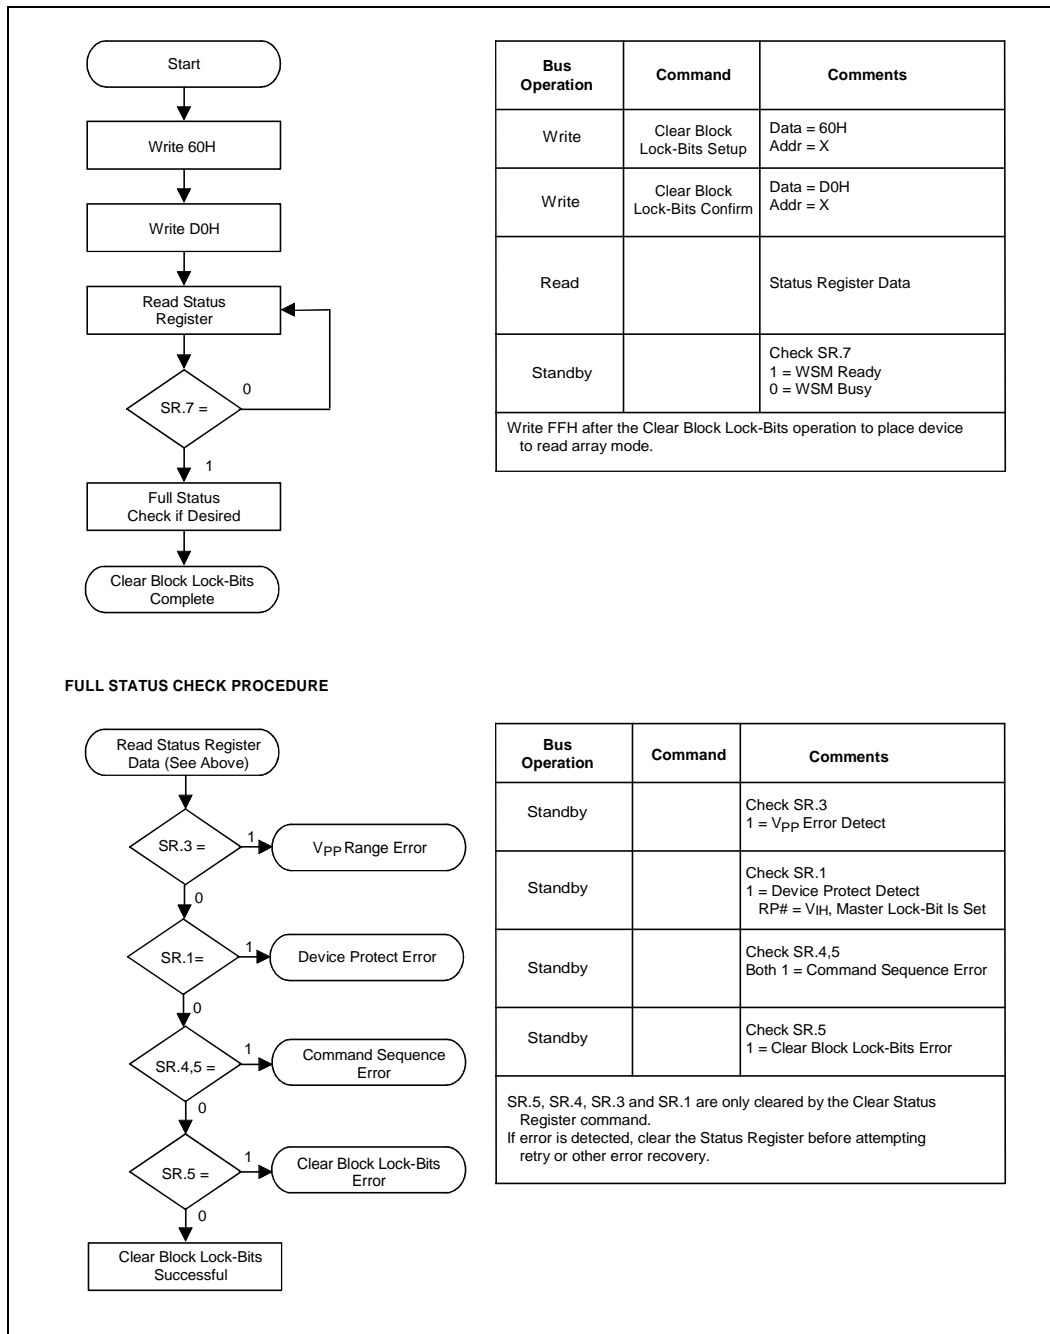 Start
Write 60H
Write D0H
Read Status
Register
0
SR.7 =
1
Full Status
Check if Desired
Clear Block Lock-Bits
Complete
Bus
Operation
Command
Comments
Write
Clear Block
Lock-Bits Setup
Data = 60H
Addr = X
Write
Clear Block
Lock-Bits Confirm
Data = D0H
Addr = X
Read
Status Register Data
Standby
Check SR.7
1 = WSM Ready
0 = WSM Busy
Write FFH after the Clear Block Lock-Bits operation to place device
to read array mode.
FULL STATUS CHECK PROCEDURE
Read Status Register
Data (See Above)
SR.3 =
1
VPP Range Error
0
SR.1=
1
Device Protect Error
0
SR.4,5 =
1
Command Sequence
Error
0
SR.5 =
1
Clear Block Lock-Bits
Error
0
Clear Block Lock-Bits
Successful
Bus
Operation
Command
Comments
Standby
Check SR.3
1 = VPP Error Detect
Standby
Check SR.1
1 = Device Protect Detect
RP# = VIH, Master Lock-Bit Is Set
Standby
Check SR.4,5
Both 1 = Command Sequence Error
Standby
Check SR.5
1 = Clear Block Lock-Bits Error
SR.5, SR.4, SR.3 and SR.1 are only cleared by the Clear Status
Register command.
If error is detected, clear the Status Register before attempting
retry or other error recovery.